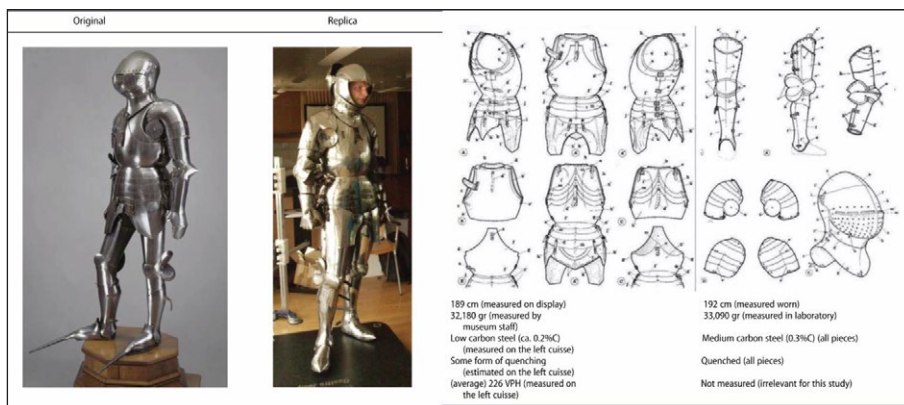 Original
Replica
189 cm (measured on display)
32,180 gr (measured by
museum staff)
Low carbon steel (ca. 0.2%C)
(measured on the left cuisse)
Some form of quenching
(estimated on the left cuisse)
(average) 226 VPH (measured on
the left cuisse)
192 cm (measured worn)
33,090 gr (measured in laboratory)
Medium carbon steel (0.3%C) (all pieces)
Quenched (all pieces)
Not measured (irrelevant for this study)